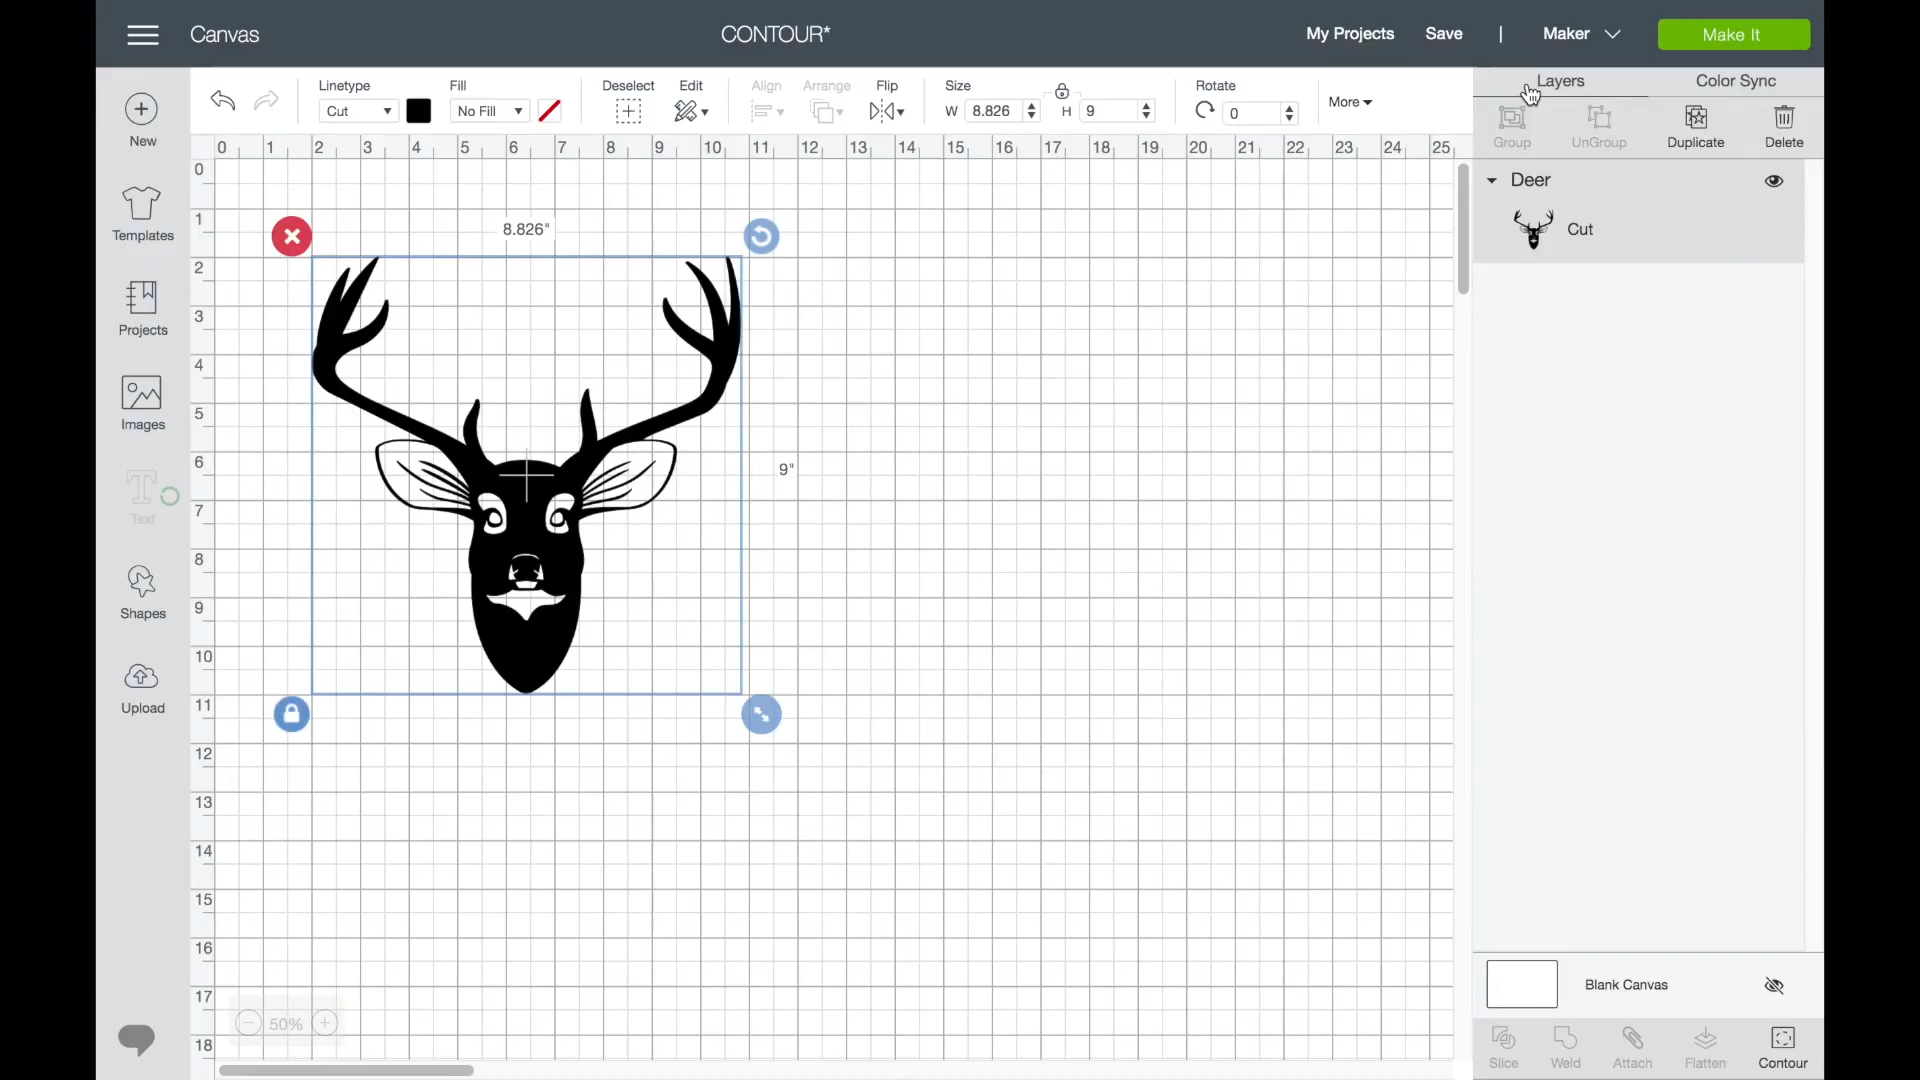 Canvas
CONTOUR*
My Projects
Save
|
Maker
Make It
New
Templates
Projects
Images
Text
Shapes
Upload
Linetype
Cut
Fill
No Fill
Deselect
Edit
Align
Arrange
Flip
Size
W 8.826
H 9
Rotate
0
More
0 1 2 3 4 5 6 7 8 9 10 11 12 13 14 15 16 17 18 19 20 21 22 23 24 25
0
1
2
3
4
5
6
7
8
9
10
11
12
13
14
15
16
17
18
8.826"
9"
50%
Layers
Color Sync
Group
UnGroup
Duplicate
Delete
Deer
Cut
Blank Canvas
Slice
Weld
Attach
Flatten
Contour